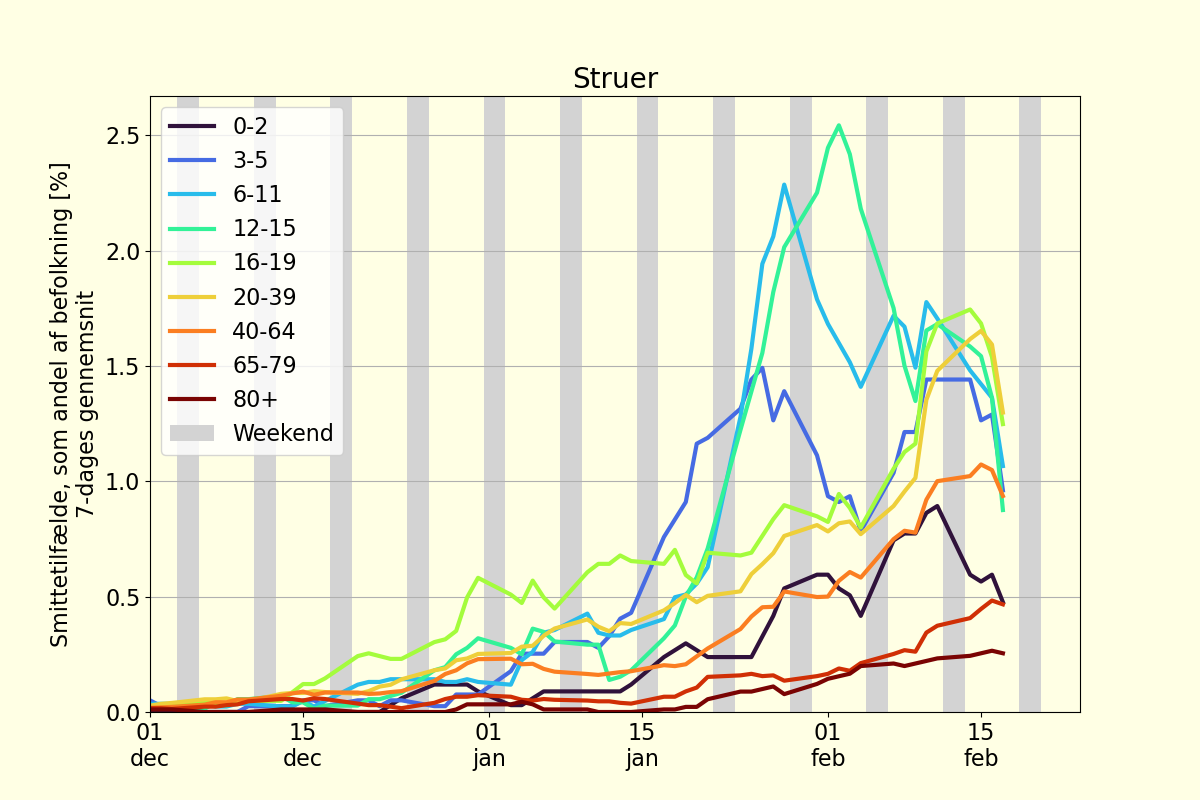 Struer
Smittetilfælde, som andel af befolkning [%]
7-dages gennemsnit
2.5
2.0
1.5
1.0
0.5
0.0
0-2
3-5
6-11
12-15
16-19
20-39
40-64
65-79
80+
Weekend
01 15 01 15 01 15
dec dec jan jan feb feb